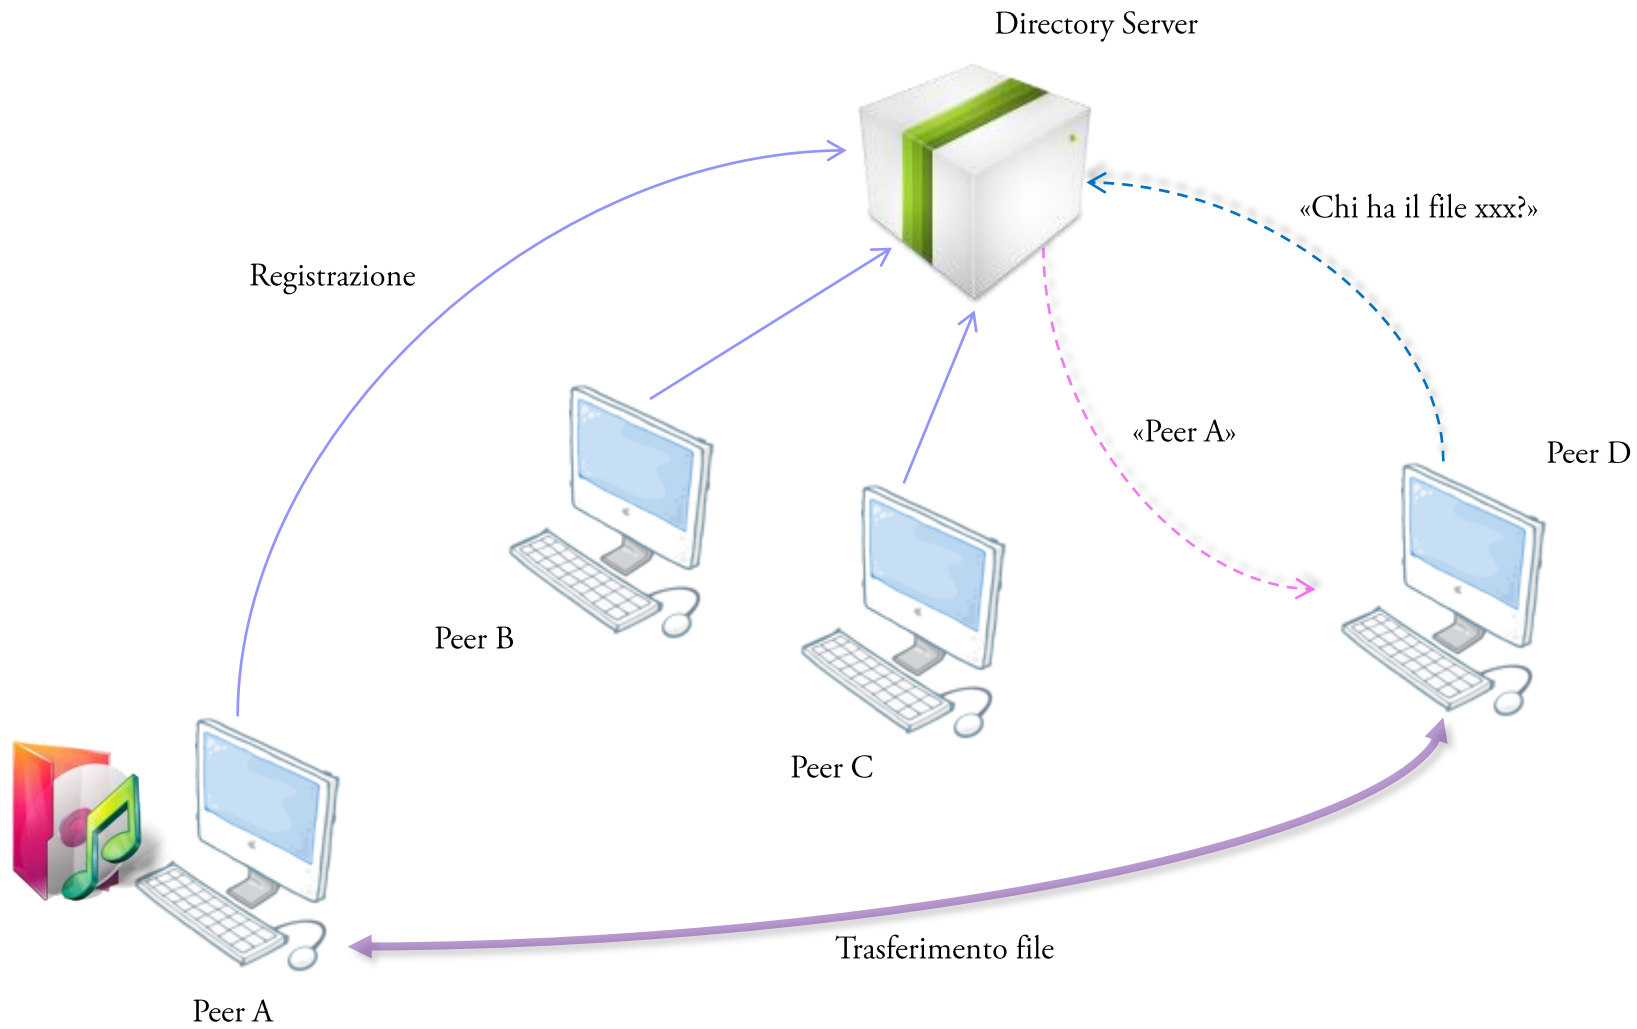 Directory Server
«Chi ha il file xxx?»
Registrazione
«Peer A»
Peer D
Peer B
Peer C
Trasferimento file
Peer A